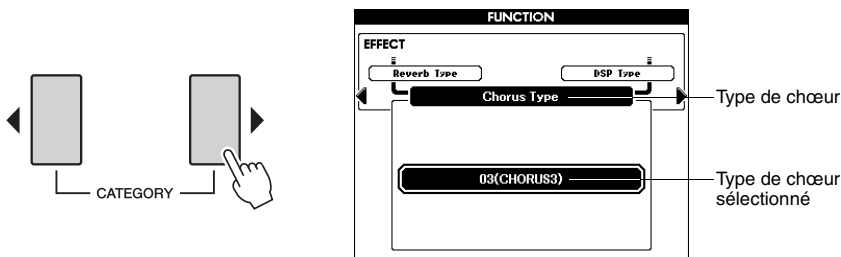 CATEGORY
FUNCTION
EFFECT
Reverb Type
DSP Type
Chorus Type
03(CHORUS3)
Type de chœur
Type de chœur
sélectionné